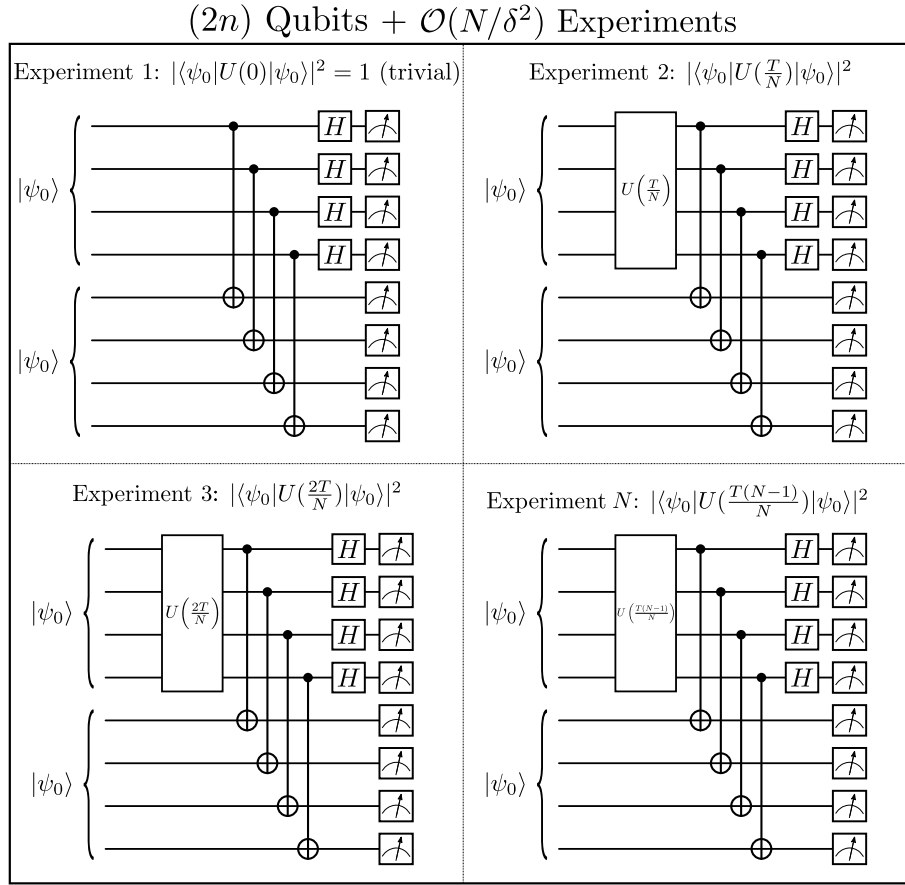 (2n) Qubits + 𝒪(N/δ²) Experiments
Experiment 1: |⟨ψ₀|U(0)|ψ₀⟩|² = 1 (trivial)
|ψ₀⟩
H
H
H
H
|ψ₀⟩
Experiment 2: |⟨ψ₀|U(T/N)|ψ₀⟩|²
|ψ₀⟩
U(T/N)
H
H
H
H
|ψ₀⟩
Experiment 3: |⟨ψ₀|U(2T/N)|ψ₀⟩|²
|ψ₀⟩
U(2T/N)
H
H
H
H
|ψ₀⟩
Experiment N: |⟨ψ₀|U(T(N−1)/N)|ψ₀⟩|²
|ψ₀⟩
U(T(N−1)/N)
H
H
H
H
|ψ₀⟩